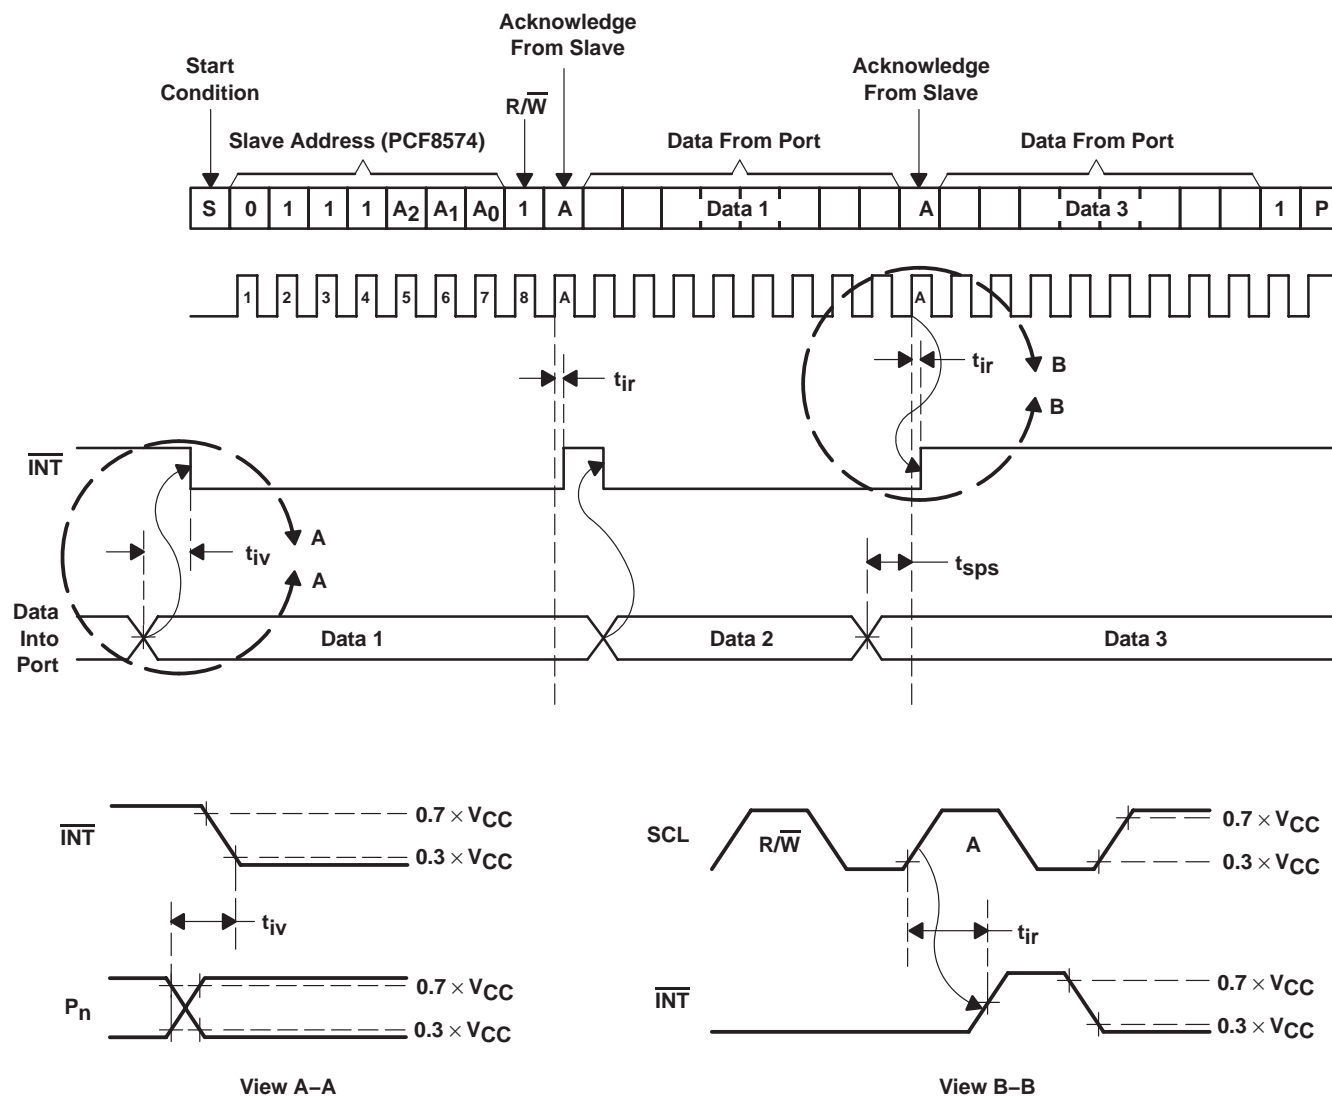 Acknowledge
From Slave
Start
Condition
R/W̅
Acknowledge
From Slave
Slave Address (PCF8574)
Data From Port
Data From Port
S 0 1 1 1 A2 A1 A0 1 A Data 1 A Data 3 1 P
1 2 3 4 5 6 7 8 A A
tir
tir
B
B
I̅N̅T̅
A
tiv
A
tsps
Data
Into
Port
Data 1
Data 2
Data 3
I̅N̅T̅
0.7 × VCC
0.3 × VCC
tiv
Pn
0.7 × VCC
0.3 × VCC
View A–A
SCL
R/W̅
A
0.7 × VCC
0.3 × VCC
tir
I̅N̅T̅
0.7 × VCC
0.3 × VCC
View B–B